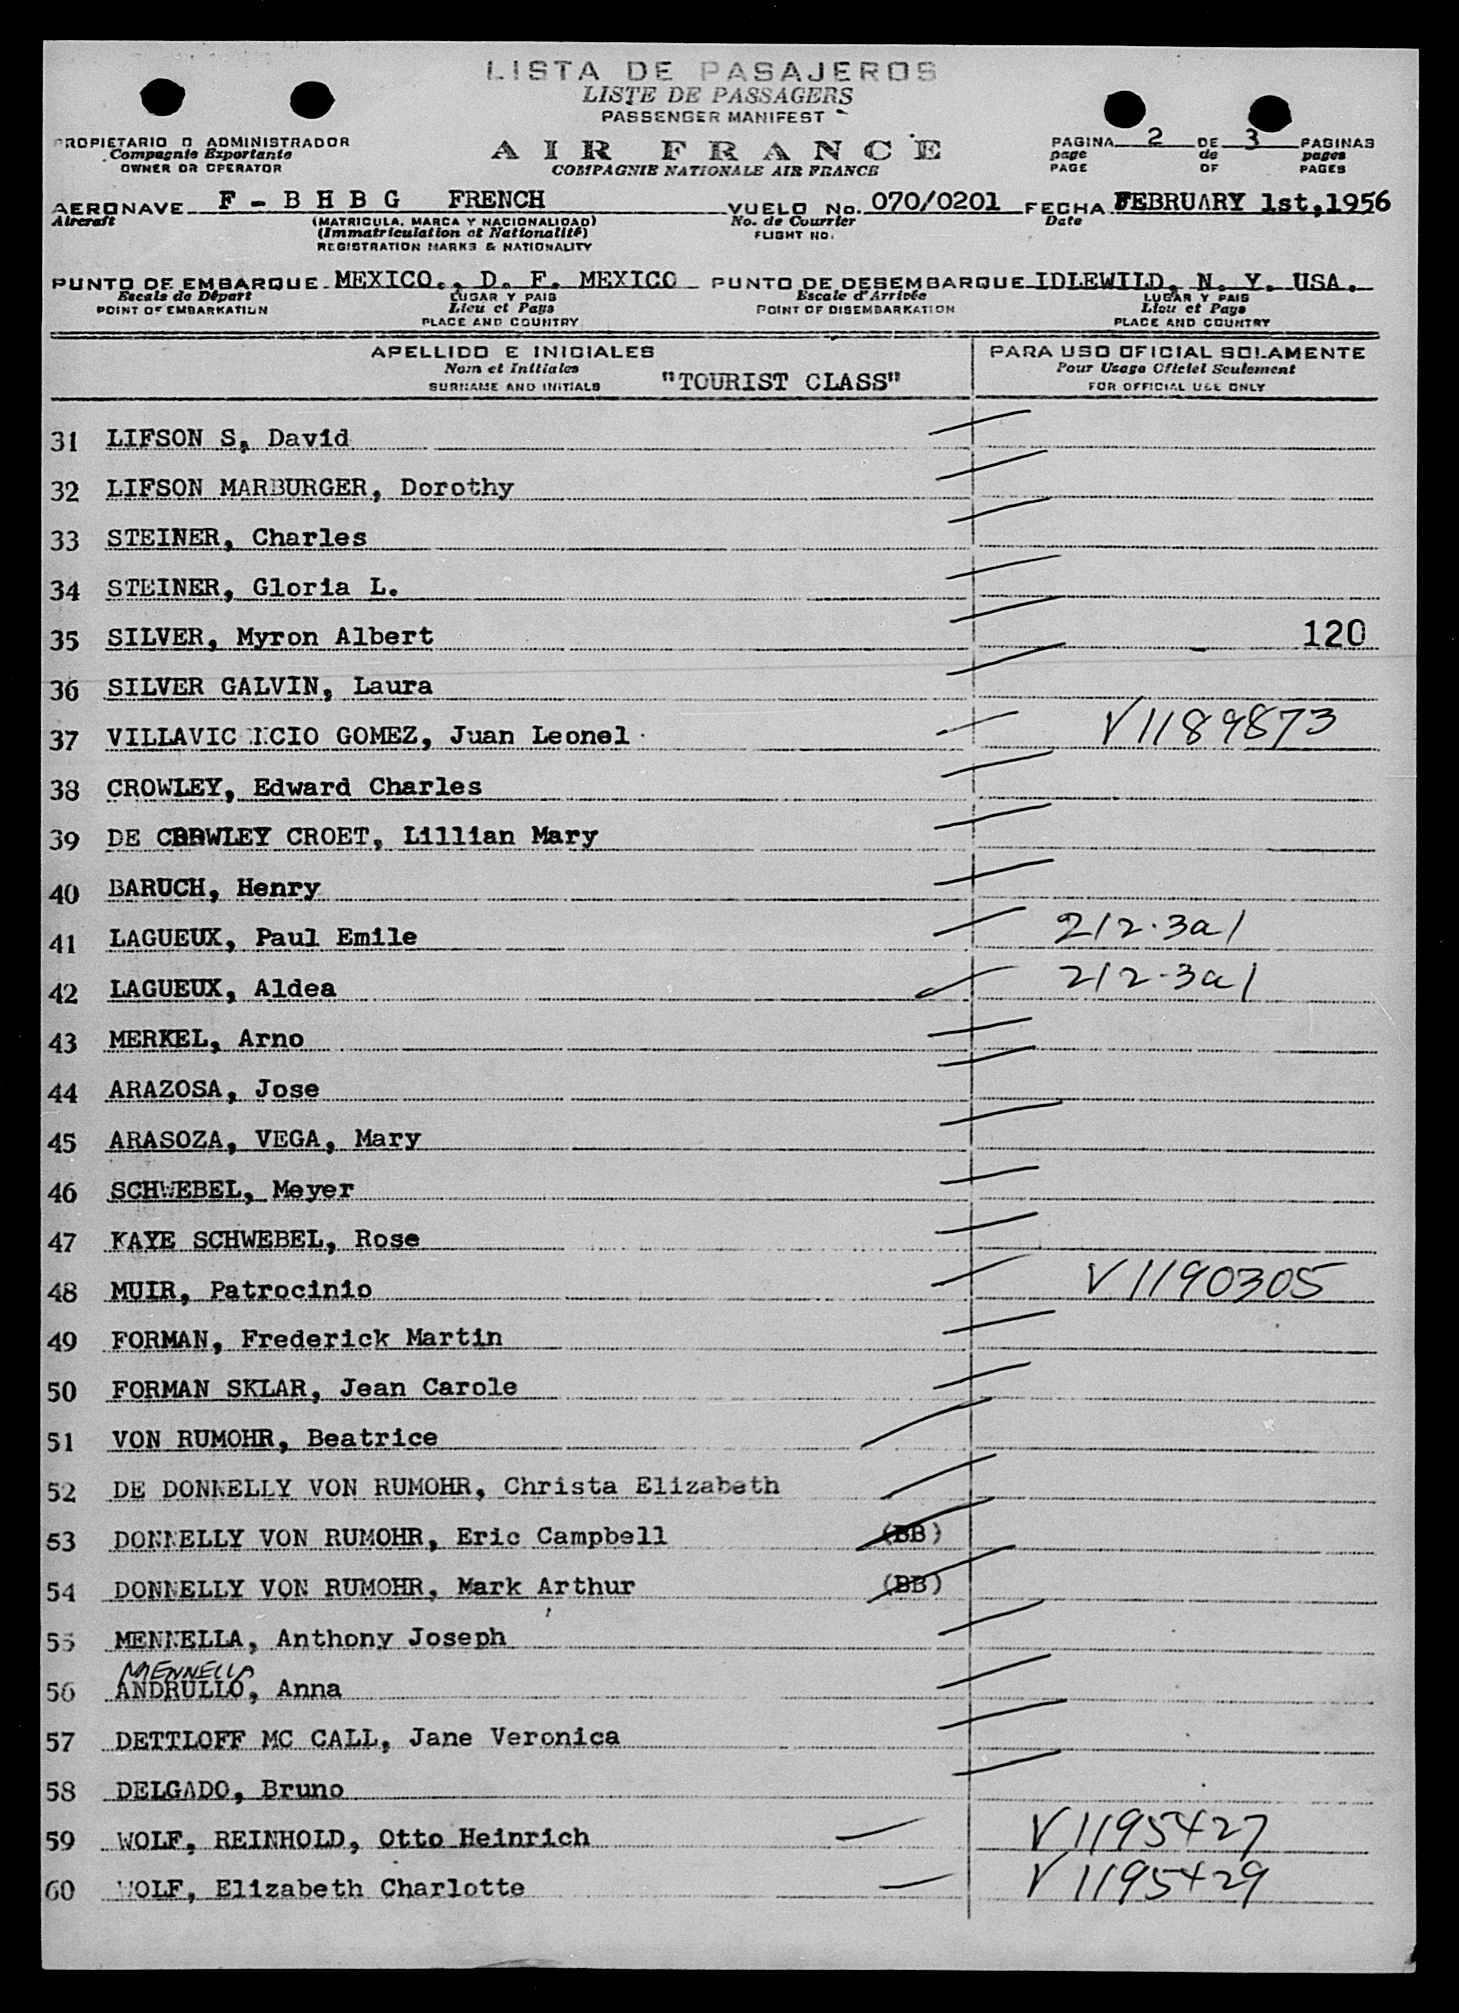 LISTA DE PASAJEROS
LISTE DE PASSAGERS
PASSENGER MANIFEST
AIR FRANCE
COMPAGNIE NATIONALE AIR FRANCE
PROPIETARIO O ADMINISTRADOR
Compagnie Exportante
OWNER OR OPERATOR
PAGINA 2 DE 3 PAGINAS
page de pages
PAGE OF PAGES
AERONAVE F - B H B G FRENCH VUELO No. 070/0201 FECHA FEBRUARY 1st,1956
Aircraft (MATRICULA, MARCA Y NACIONALIDAD) No. de Courrier Date
(Immatriculation et Nationalité) FLIGHT NO.
REGISTRATION MARKS & NATIONALITY
PUNTO DE EMBARQUE MEXICO., D. F. MEXICO PUNTO DE DESEMBARQUE IDLEWILD, N. Y. USA.
Escale de Départ LUGAR Y PAIS Escale d'Arrivée LUGAR Y PAIS
POINT OF EMBARKATION Lieu et Pays POINT OF DISEMBARKATION Lieu et Pays
PLACE AND COUNTRY PLACE AND COUNTRY
APELLIDO E INICIALES PARA USO OFICIAL SOLAMENTE
Nom et Initiales Pour Usage Officiel Seulement
SURNAME AND INITIALS "TOURIST CLASS" FOR OFFICIAL USE ONLY
31 LIFSON S, David
32 LIFSON MARBURGER, Dorothy
33 STEINER, Charles
34 STEINER, Gloria L.
35 SILVER, Myron Albert 120
36 SILVER GALVIN, Laura
37 GOMEZ, Juan Leonel V1189873
38 CROWLEY, Edward Charles
39 DE CROWLEY CROET, Lillian Mary
40 BARUCH, Henry
41 LAGUEUX, Paul Emile 212.3a1
42 LAGUEUX, Aldea 212-3a1
43 MERKEL, Arno
44 ARAZOSA, Jose
45 ARASOZA, VEGA, Mary
46 SCHWEBEL, Meyer
47 KAYE SCHWEBEL, Rose
48 MUIR, Patrocinio V1190305
49 FORMAN, Frederick Martin
50 FORMAN SKLAR, Jean Carole
51 VON RUMOHR, Beatrice
52 DE DONNELLY VON RUMOHR, Christa Elizabeth
53 DONNELLY VON RUMOHR, Eric Campbell (BB)
54 DONNELLY VON RUMOHR, Mark Arthur (BB)
55 MENNELLA, Anthony Joseph
MENNELLA
56 ANDRULLO, Anna
57 DETTLOFF MC CALL, Jane Veronica
58 DELGADO, Bruno
59 WOLF, REINHOLD, Otto Heinrich V1195427
60 WOLF, Elizabeth Charlotte V1195429